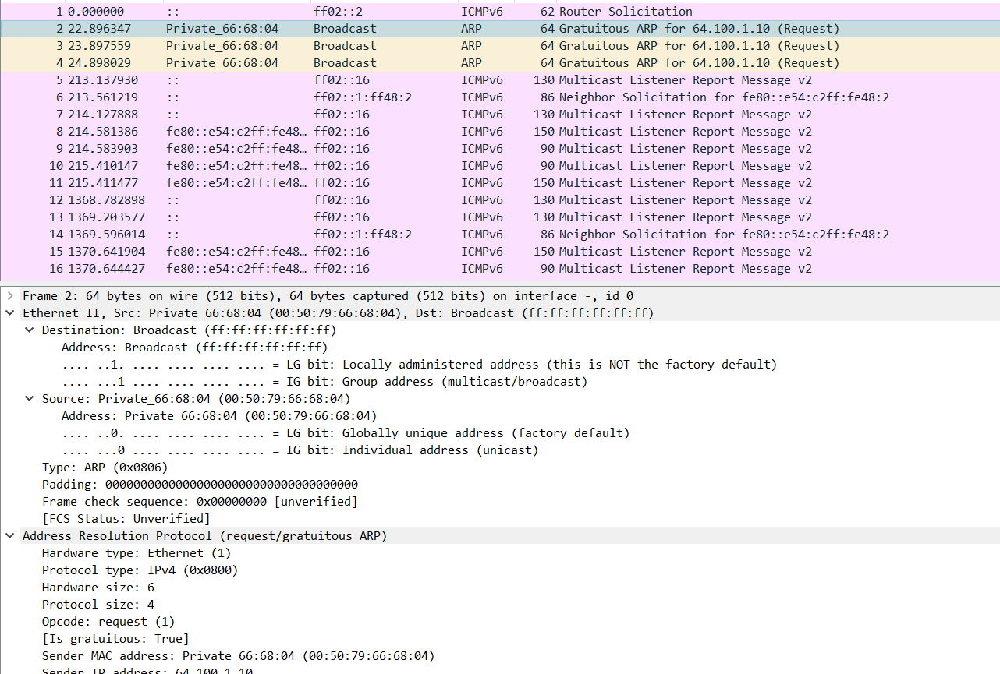 1 0.000000 :: ff02::2 ICMPv6 62 Router Solicitation
2 22.896347 Private_66:68:04 Broadcast ARP 64 Gratuitous ARP for 64.100.1.10 (Request)
3 23.897559 Private_66:68:04 Broadcast ARP 64 Gratuitous ARP for 64.100.1.10 (Request)
4 24.898029 Private_66:68:04 Broadcast ARP 64 Gratuitous ARP for 64.100.1.10 (Request)
5 213.137930 :: ff02::16 ICMPv6 130 Multicast Listener Report Message v2
6 213.561219 :: ff02::1:ff48:2 ICMPv6 86 Neighbor Solicitation for fe80::e54:c2ff:fe48:2
7 214.127888 :: ff02::16 ICMPv6 130 Multicast Listener Report Message v2
8 214.581386 fe80::e54:c2ff:fe48… ff02::16 ICMPv6 150 Multicast Listener Report Message v2
9 214.583903 fe80::e54:c2ff:fe48… ff02::16 ICMPv6 90 Multicast Listener Report Message v2
10 215.410147 fe80::e54:c2ff:fe48… ff02::16 ICMPv6 90 Multicast Listener Report Message v2
11 215.411477 fe80::e54:c2ff:fe48… ff02::16 ICMPv6 150 Multicast Listener Report Message v2
12 1368.782898 :: ff02::16 ICMPv6 130 Multicast Listener Report Message v2
13 1369.203577 :: ff02::16 ICMPv6 130 Multicast Listener Report Message v2
14 1369.596014 :: ff02::1:ff48:2 ICMPv6 86 Neighbor Solicitation for fe80::e54:c2ff:fe48:2
15 1370.641904 fe80::e54:c2ff:fe48… ff02::16 ICMPv6 150 Multicast Listener Report Message v2
16 1370.644427 fe80::e54:c2ff:fe48… ff02::16 ICMPv6 90 Multicast Listener Report Message v2
Frame 2: 64 bytes on wire (512 bits), 64 bytes captured (512 bits) on interface -, id 0
Ethernet II, Src: Private_66:68:04 (00:50:79:66:68:04), Dst: Broadcast (ff:ff:ff:ff:ff:ff)
Destination: Broadcast (ff:ff:ff:ff:ff:ff)
Address: Broadcast (ff:ff:ff:ff:ff:ff)
.... ..1. .... .... .... .... = LG bit: Locally administered address (this is NOT the factory default)
.... ...1 .... .... .... .... = IG bit: Group address (multicast/broadcast)
Source: Private_66:68:04 (00:50:79:66:68:04)
Address: Private_66:68:04 (00:50:79:66:68:04)
.... ..0. .... .... .... .... = LG bit: Globally unique address (factory default)
.... ...0 .... .... .... .... = IG bit: Individual address (unicast)
Type: ARP (0x0806)
Padding: 000000000000000000000000000000000000
Frame check sequence: 0x00000000 [unverified]
[FCS Status: Unverified]
Address Resolution Protocol (request/gratuitous ARP)
Hardware type: Ethernet (1)
Protocol type: IPv4 (0x0800)
Hardware size: 6
Protocol size: 4
Opcode: request (1)
[Is gratuitous: True]
Sender MAC address: Private_66:68:04 (00:50:79:66:68:04)
Sender IP address: 64.100.1.10